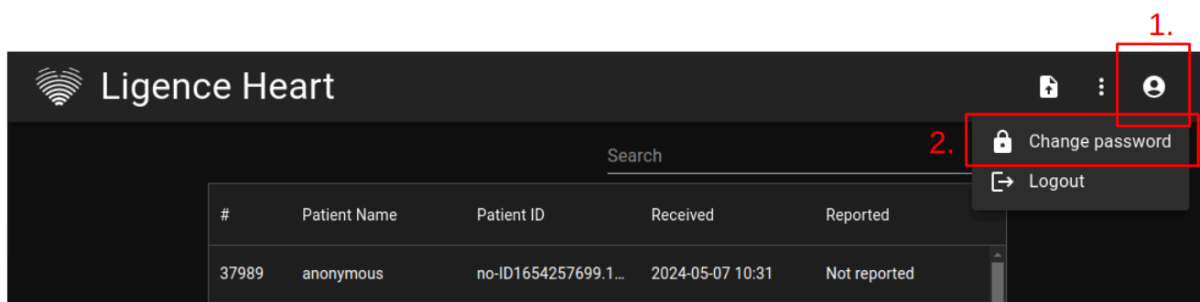 1.
Ligence Heart
2.
Change password
Search
Logout
# Patient Name Patient ID Received Reported
37989 anonymous no-ID1654257699.1... 2024-05-07 10:31 Not reported